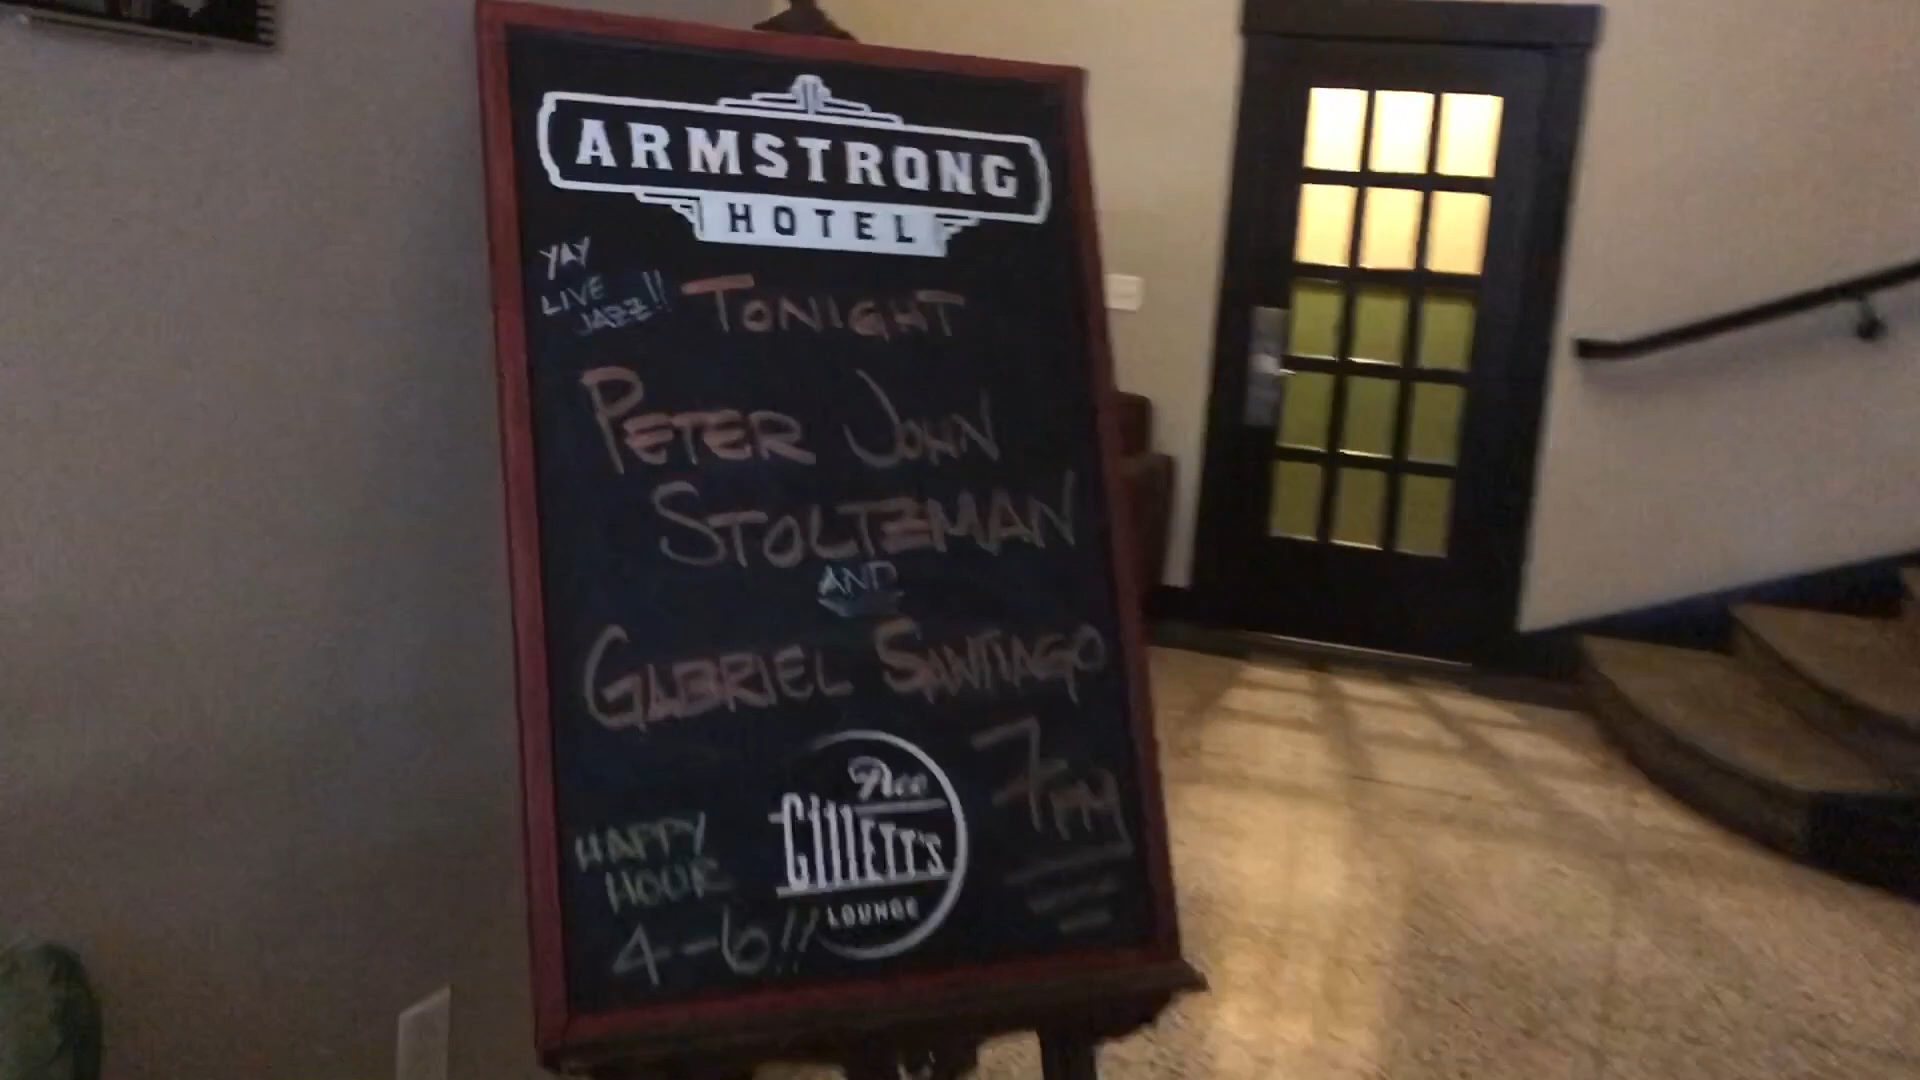 ARMSTRONG
HOTEL
YAY
LIVE
JAZZ!!
TONIGHT
PETER JOHN
STOLTZMAN
AND
GABRIEL SANTIAGO
7PM
Ace
Gillett's
LOUNGE
HAPPY
HOUR
4-6!!